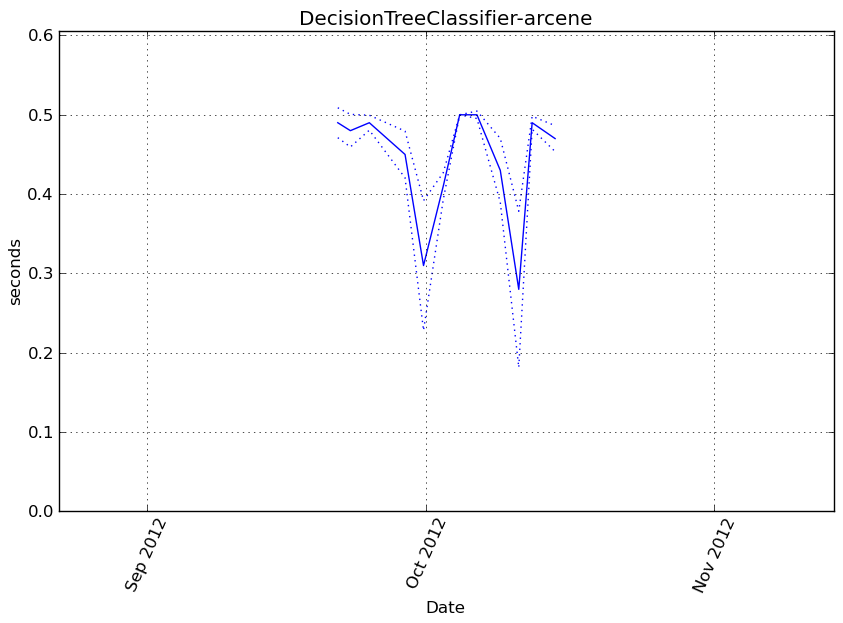 DecisionTreeClassifier-arcene
0.6
0.5
0.4
0.3
0.2
0.1
0.0
seconds
Sep 2012
Oct 2012
Nov 2012
Date